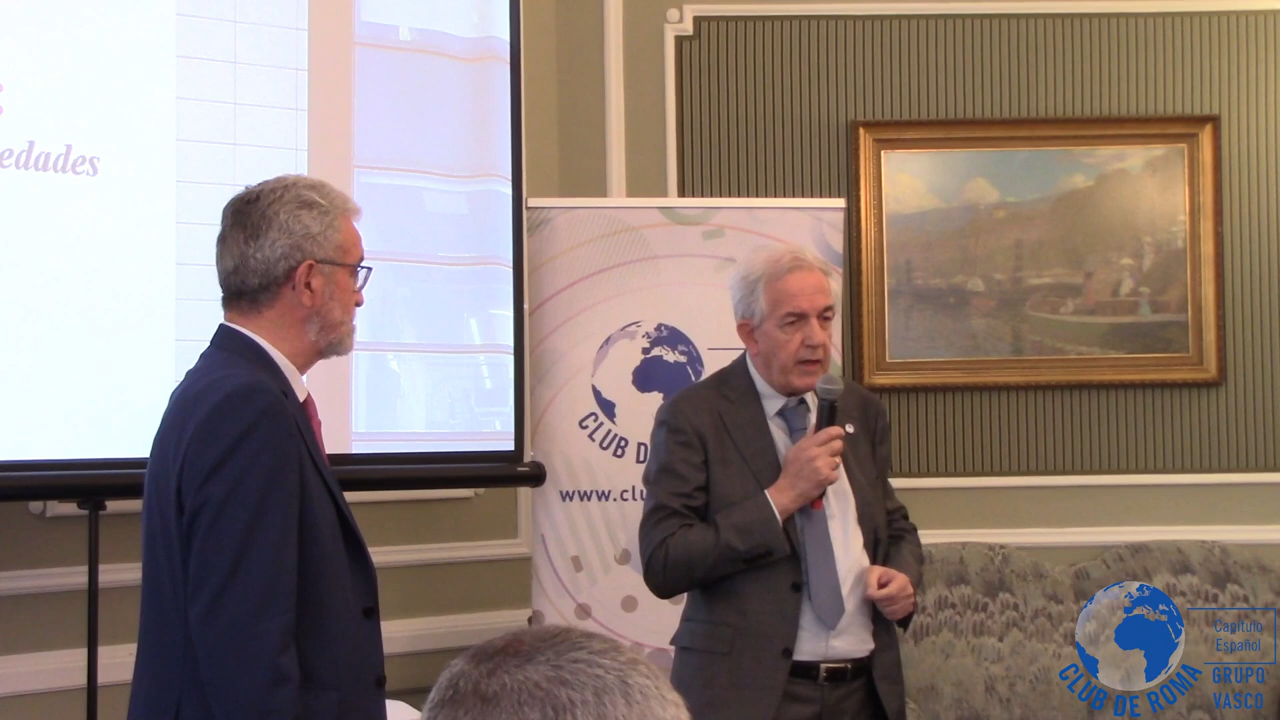 :
edades
CLUB D
www.clu
Capítulo
Español
GRUPO
VASCO
CLUB DE ROMA